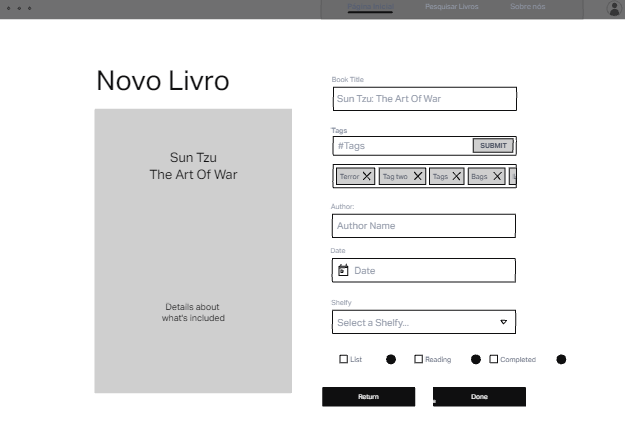 Página Inicial Pesquisar Livros Sobre nós
Novo Livro
Sun Tzu
The Art Of War
Details about
what's included
Book Title
Sun Tzu: The Art Of War
Tags
#Tags SUBMIT
Terror Tag two Tags Bags
Author:
Author Name
Date
Date
Shelfy
Select a Shelfy...
List Reading Completed
Return Done